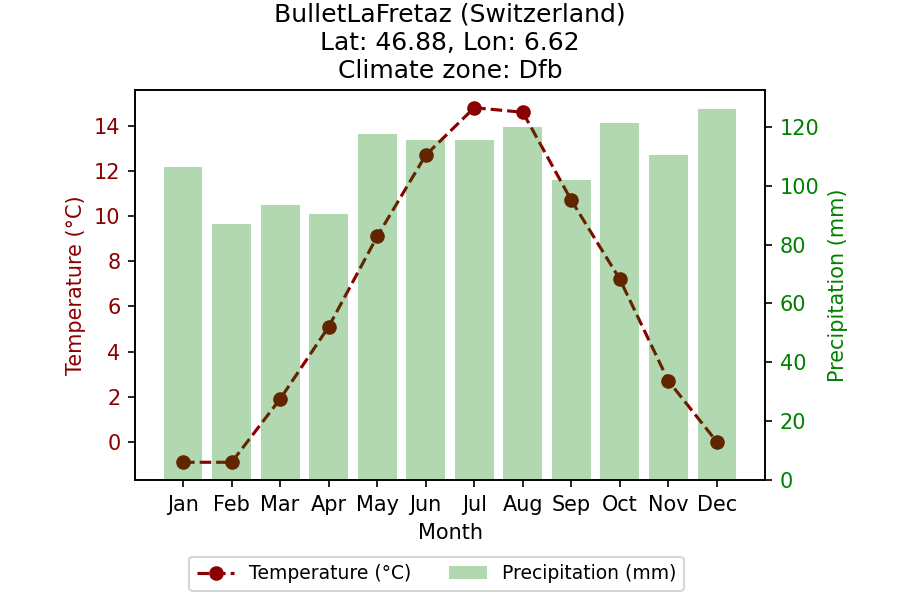 BulletLaFretaz (Switzerland)
Lat: 46.88, Lon: 6.62
Climate zone: Dfb
Temperature (°C)
14
12
10
8
6
4
2
0
120
100
80
60
40
20
0
Precipitation (mm)
Jan Feb Mar Apr May Jun Jul Aug Sep Oct Nov Dec
Month
Temperature (°C) Precipitation (mm)